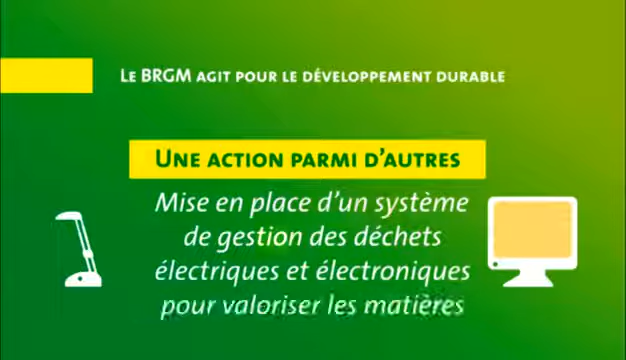 LE BRGM AGIT POUR LE DÉVELOPPEMENT DURABLE
UNE ACTION PARMI D'AUTRES
Mise en place d'un système
de gestion des déchets
électriques et électroniques
pour valoriser les matières